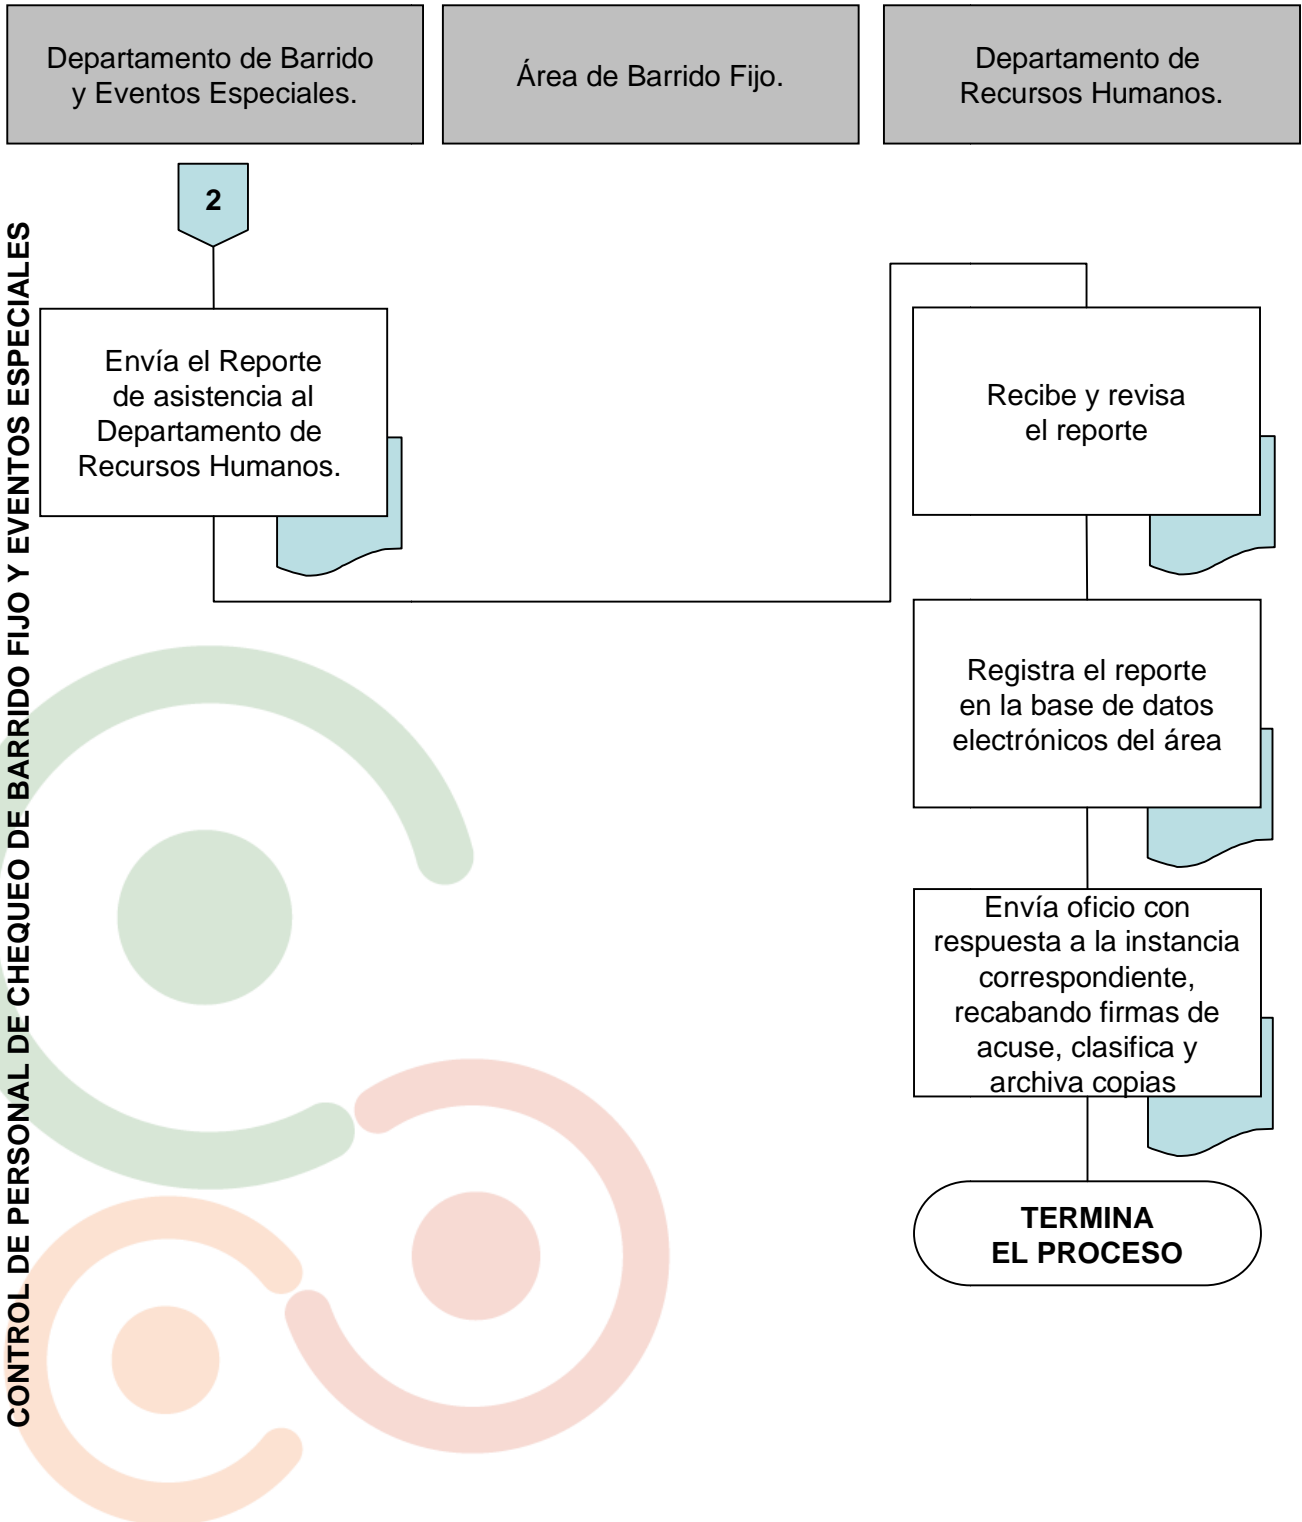 Departamento de Barrido
y Eventos Especiales.
Área de Barrido Fijo.
Departamento de
Recursos Humanos.
CONTROL DE PERSONAL DE CHEQUEO DE BARRIDO FIJO Y EVENTOS ESPECIALES
2
Envía el Reporte
de asistencia al
Departamento de
Recursos Humanos.
Recibe y revisa
el reporte
Registra el reporte
en la base de datos
electrónicos del área
Envía oficio con
respuesta a la instancia
correspondiente,
recabando firmas de
acuse, clasifica y
archiva copias
TERMINA
EL PROCESO